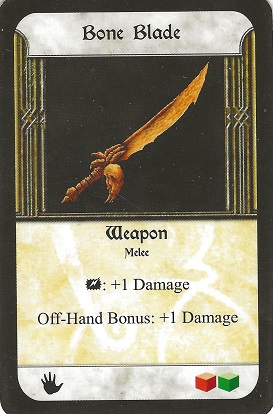 Bone Blade
Weapon
Melee
: +1 Damage
Off-Hand Bonus: +1 Damage